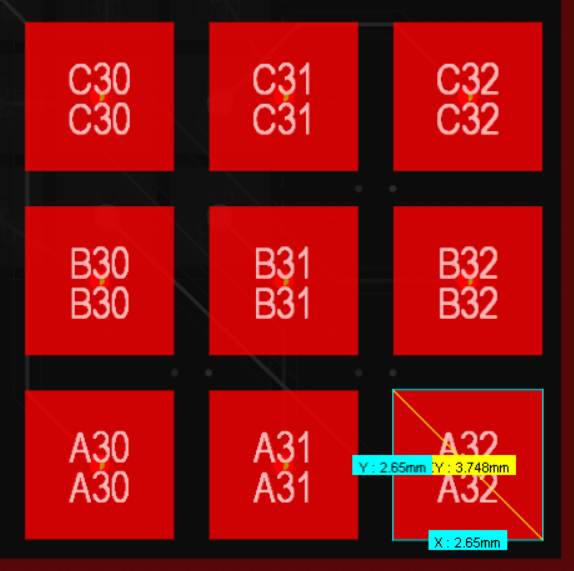 C30 C31 C32
C30 C31 C32
B30 B31 B32
B30 B31 B32
A30 A31 A32
Y : 2.65mm Y : 3.748mm
A30 A31 A32
X : 2.65mm